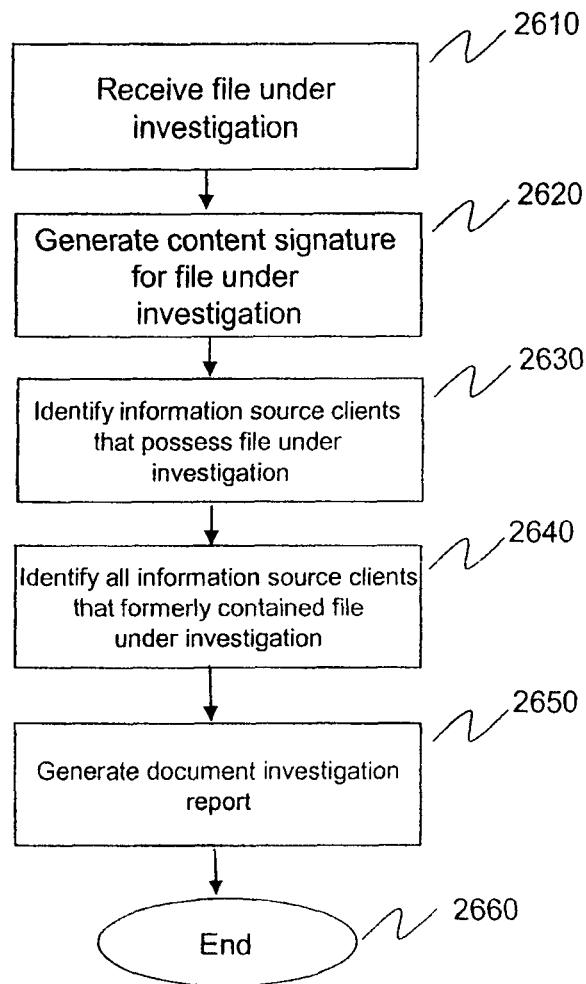 2610
Receive file under
investigation
2620
Generate content signature
for file under
investigation
2630
Identify information source clients
that possess file under
investigation
2640
Identify all information source clients
that formerly contained file
under investigation
2650
Generate document investigation
report
2660
End